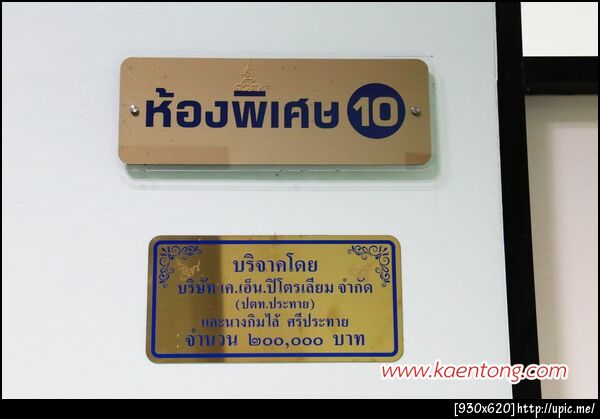 ห้องพิเศษ 10
บริจาคโดย
บริษัท เค.เอ็น.ปิโตรเลียม จำกัด
(ปตท.ประทาย)
และนางกิมไล้ ศรีประทาย
จำนวน ๒๐๐,๐๐๐ บาท
www.kaentong.com
[930x620]http://upic.me/